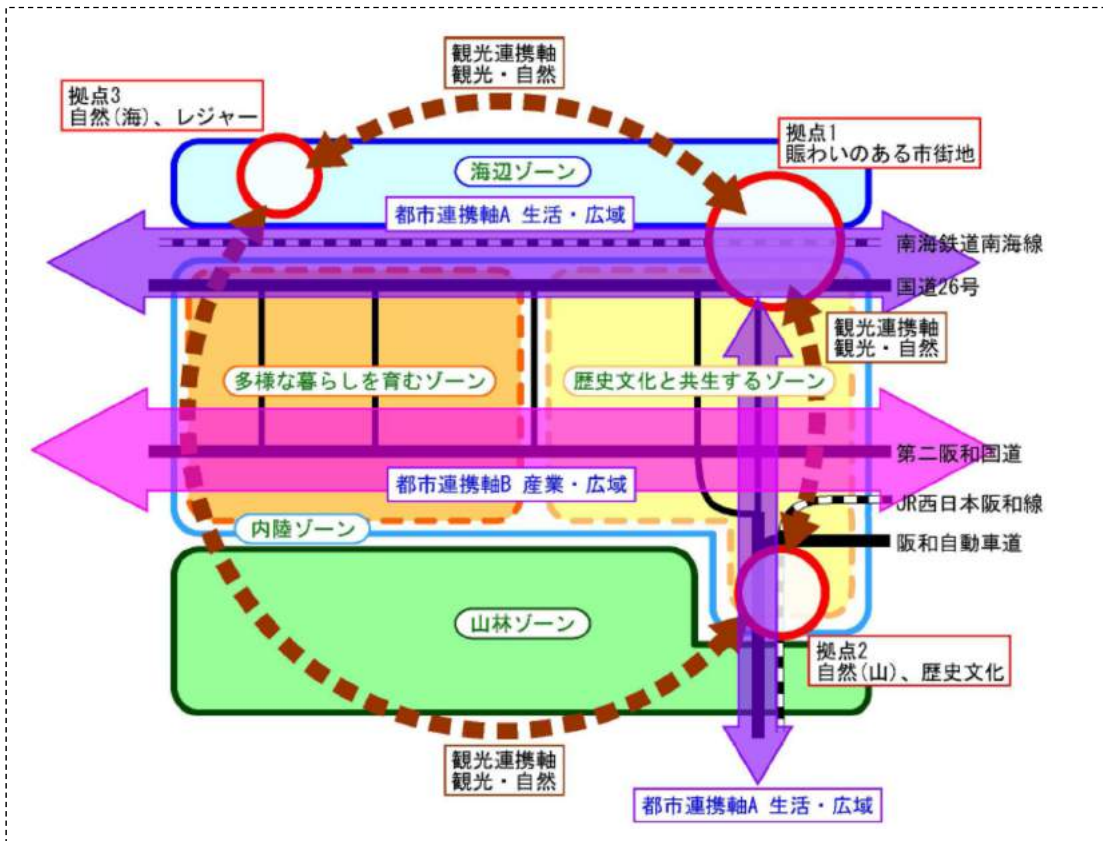 観光連携軸
観光・自然
拠点3
自然(海)、レジャー
拠点1
賑わいのある市街地
海辺ゾーン
都市連携軸A 生活・広域
南海鉄道南海線
国道26号
観光連携軸
観光・自然
多様な暮らしを育むゾーン
歴史文化と共生するゾーン
第二阪和国道
都市連携軸B 産業・広域
JR西日本阪和線
内陸ゾーン
阪和自動車道
山林ゾーン
拠点2
自然(山)、歴史文化
観光連携軸
観光・自然
都市連携軸A 生活・広域